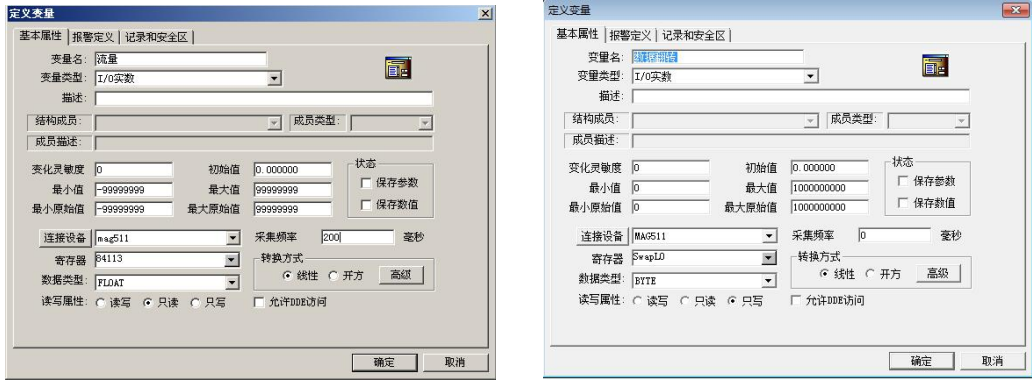 定义变量
基本属性 报警定义 记录和安全区
变量名: 流量
变量类型: I/O实数
描述:
结构成员: 成员类型:
成员描述:
变化灵敏度 0 初始值 0.000000 状态
最小值 -99999999 最大值 99999999 保存参数
最小原始值 -99999999 最大原始值 99999999 保存数值
连接设备 mag511 采集频率 200 毫秒
寄存器 84113 转换方式
线性 开方 高级
数据类型: FLOAT
读写属性: 读写 只读 只写 允许DDE访问
确定 取消
定义变量
基本属性 报警定义 记录和安全区
变量名: 数据翻转
变量类型: I/O实数
描述:
结构成员: 成员类型:
成员描述:
变化灵敏度 0 初始值 0.000000 状态
最小值 0 最大值 1000000000 保存参数
最小原始值 0 最大原始值 1000000000 保存数值
连接设备 MAG511 采集频率 0 毫秒
寄存器 SwapL0 转换方式
线性 开方 高级
数据类型: BYTE
读写属性: 读写 只读 只写 允许DDE访问
确定 取消